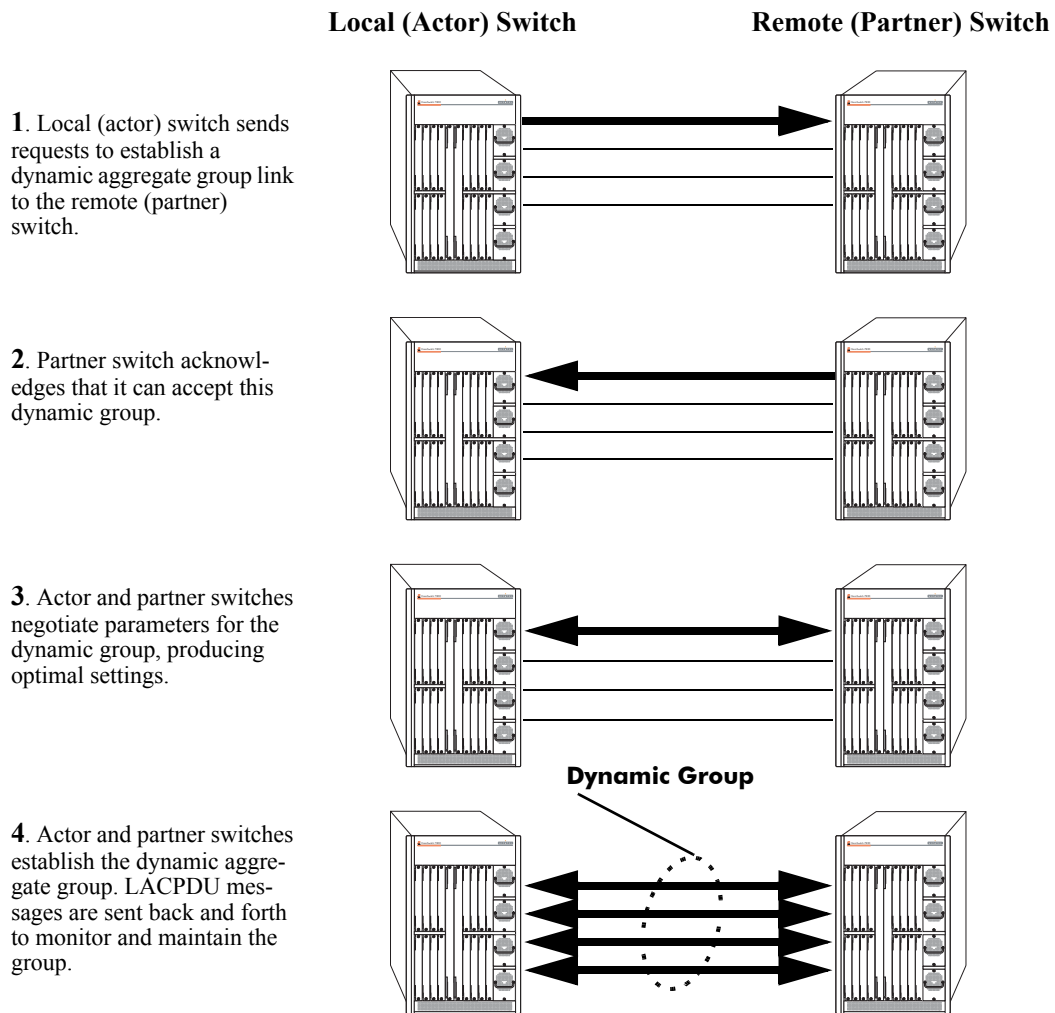 Local (Actor) Switch
Remote (Partner) Switch
1. Local (actor) switch sends
requests to establish a
dynamic aggregate group link
to the remote (partner)
switch.
2. Partner switch acknowl-
edges that it can accept this
dynamic group.
3. Actor and partner switches
negotiate parameters for the
dynamic group, producing
optimal settings.
Dynamic Group
4. Actor and partner switches
establish the dynamic aggre-
gate group. LACPDU mes-
sages are sent back and forth
to monitor and maintain the
group.